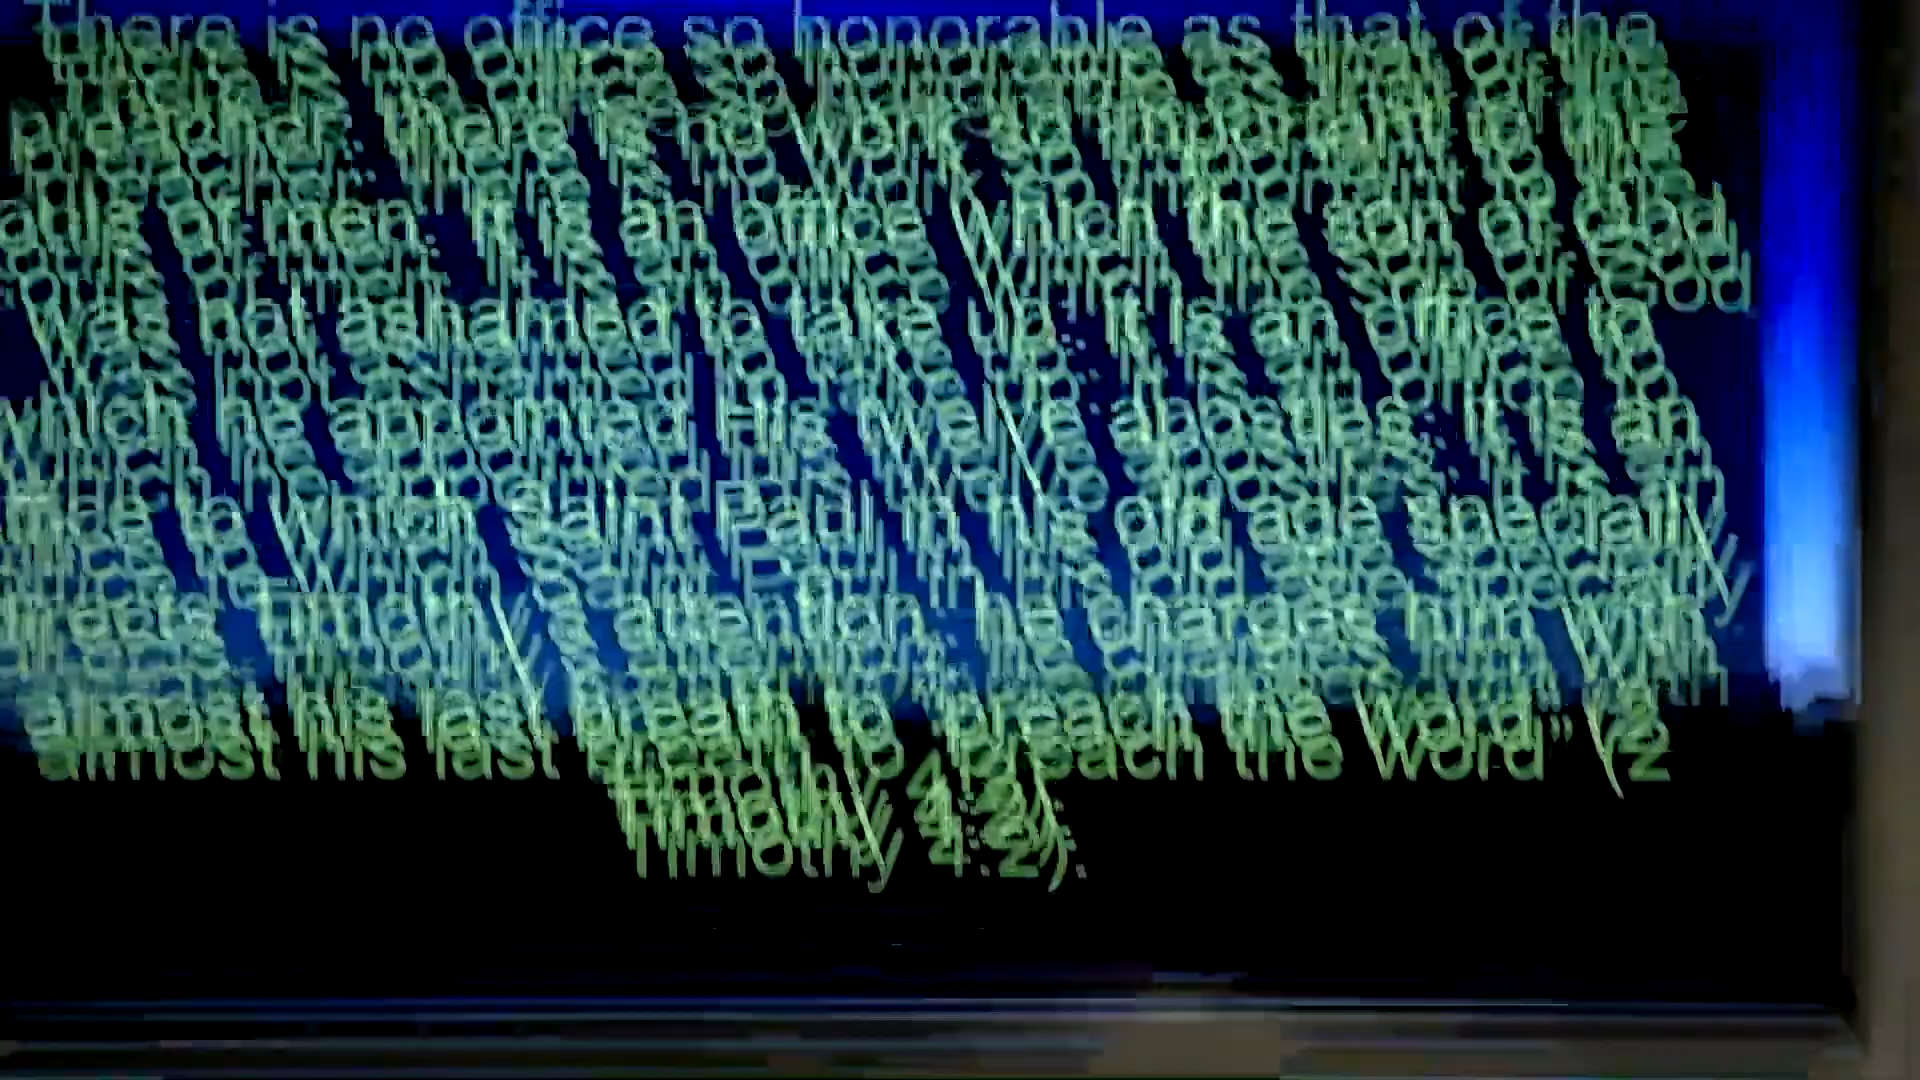 There is no office so honorable as that of the
preacher: there is no work so important to the
of men. It is an office which the Son of God
was not ashamed to take up. It is an office to
which he appointed His twelve apostles. It is an
to which saint Paul in his old age specially
directs Timothy's attention. he charges him with
almost his last breath to "preach the word" (2
Timothy 4:2).